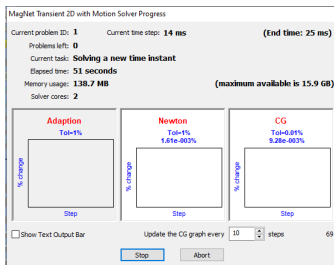 MagNet Transient 2D with Motion Solver Progress
Current problem ID: 1 Current time step: 14 ms (End time: 25 ms)
Problems left: 0
Current task: Solving a new time instant
Elapsed time: 51 seconds
Memory usage: 138.7 MB (maximum available is 15.9 GB)
Solver cores: 2
Adaption Newton CG
Tol=1% Tol=1% Tol=0.01%
1.61e-003% 9.28e-003%
% change % change % change
Step Step Step
Show Text Output Bar Update the CG graph every 10 steps 69
Stop Abort